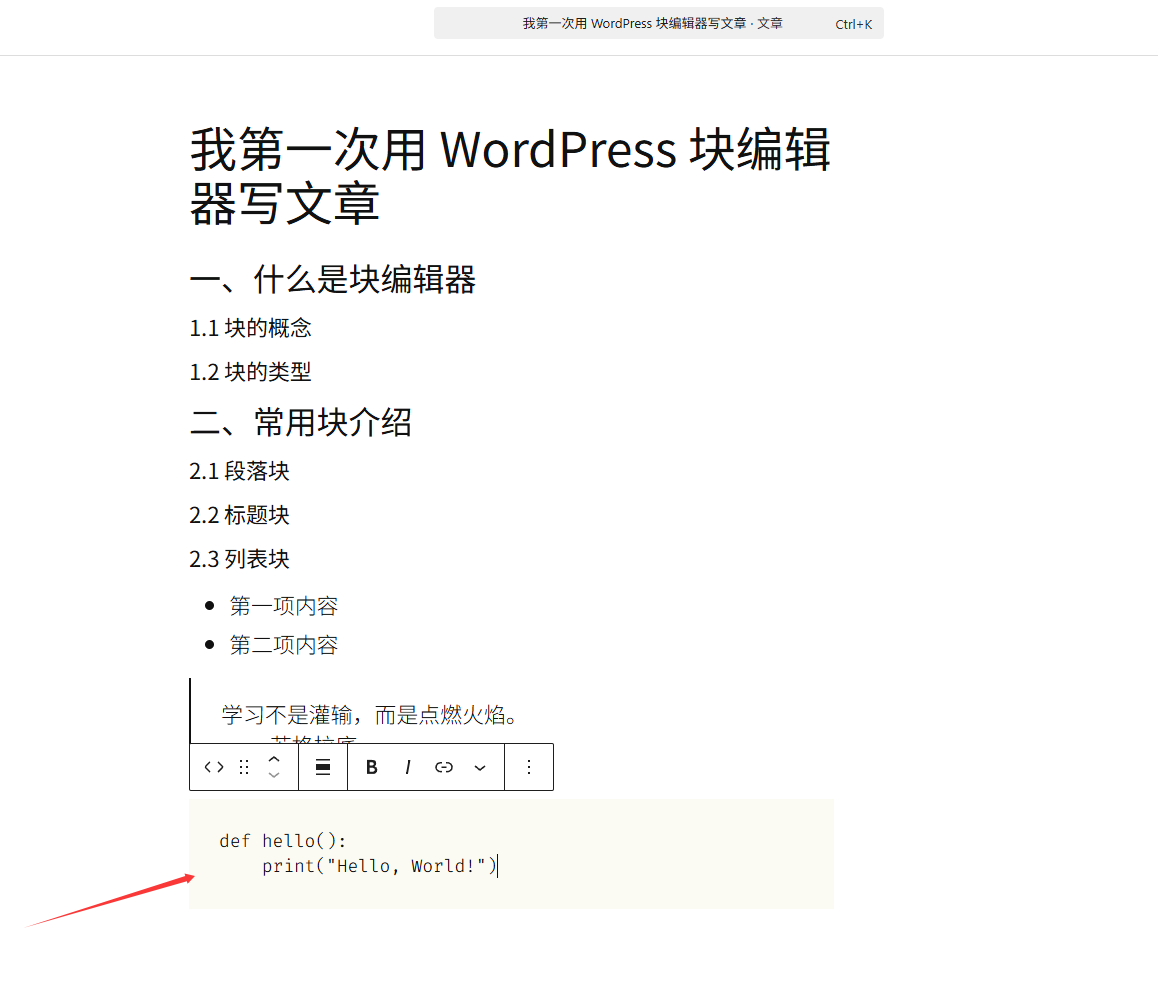 我第一次用 WordPress 块编辑器写文章 · 文章 Ctrl+K
我第一次用 WordPress 块编辑
器写文章
一、什么是块编辑器
1.1 块的概念
1.2 块的类型
二、常用块介绍
2.1 段落块
2.2 标题块
2.3 列表块
第一项内容
第二项内容
学习不是灌输，而是点燃火焰。
B I
def hello():
    print("Hello, World!")